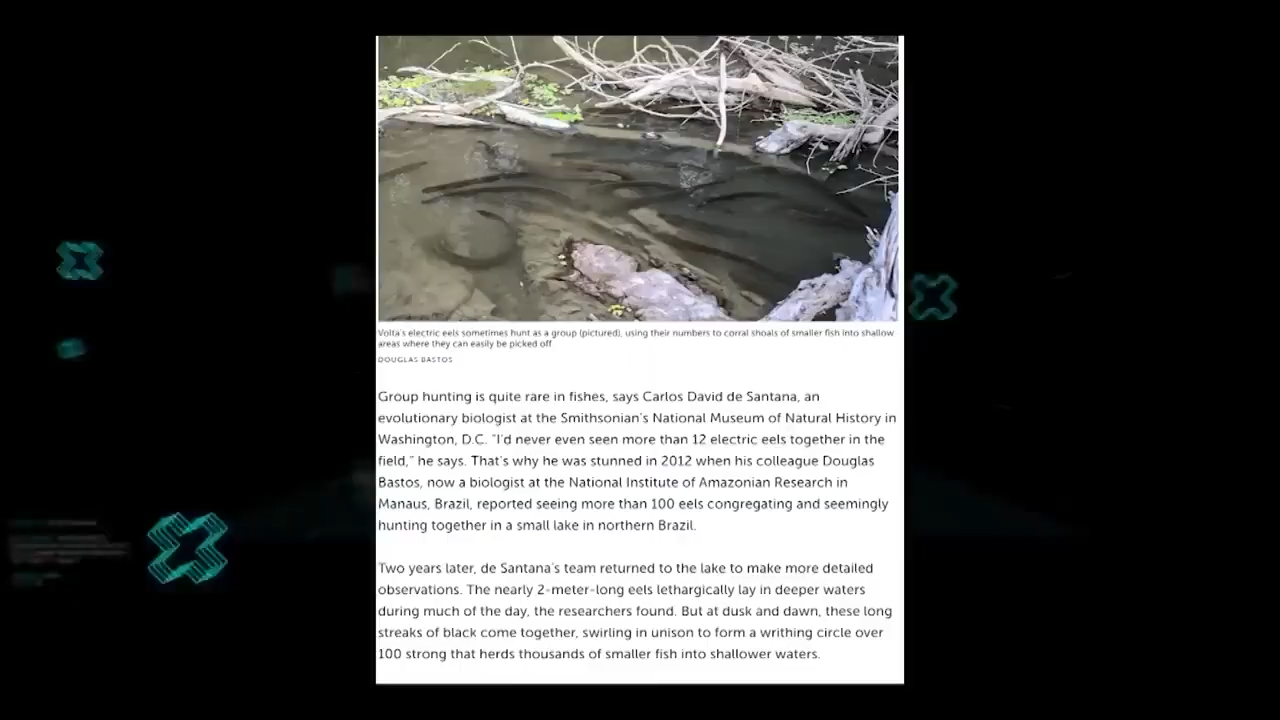 Volta's electric eels sometimes hunt as a group (pictured), using their numbers to corral shoals of smaller fish into shallow
areas where they can easily be picked off
DOUGLAS BASTOS
Group hunting is quite rare in fishes, says Carlos David de Santana, an
evolutionary biologist at the Smithsonian's National Museum of Natural History in
Washington, D.C. "I'd never even seen more than 12 electric eels together in the
field," he says. That's why he was stunned in 2012 when his colleague Douglas
Bastos, now a biologist at the National Institute of Amazonian Research in
Manaus, Brazil, reported seeing more than 100 eels congregating and seemingly
hunting together in a small lake in northern Brazil.
Two years later, de Santana's team returned to the lake to make more detailed
observations. The nearly 2-meter-long eels lethargically lay in deeper waters
during much of the day, the researchers found. But at dusk and dawn, these long
streaks of black come together, swirling in unison to form a writhing circle over
100 strong that herds thousands of smaller fish into shallower waters.